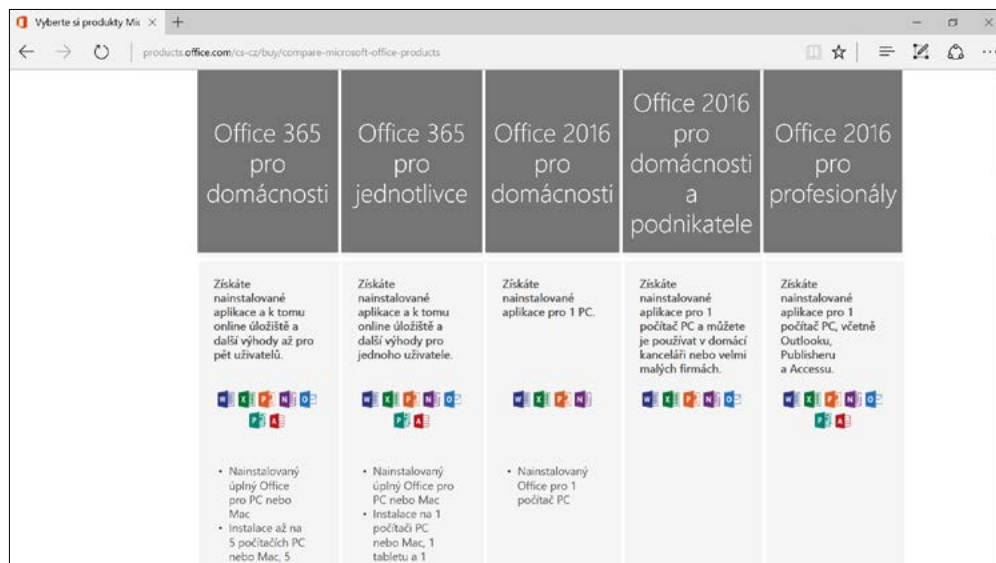 Vyberte si produkty Mic
products.office.com/cs-cz/buy/compare-microsoft-office-products
Office 365
pro
domácnosti
Office 365
pro
jednotlivce
Office 2016
pro
domácnosti
Office 2016
pro
domácnosti
a
podnikatele
Office 2016
pro
profesionály
Získáte
nainstalované
aplikace a k tomu
online úložiště a
další výhody až pro
pět uživatelů.
Získáte
nainstalované
aplikace a k tomu
online úložiště a
další výhody pro
jednoho uživatele.
Získáte
nainstalované
aplikace pro 1 PC.
Získáte
nainstalované
aplikace pro 1
počítač PC a můžete
je používat v domácí
kanceláři nebo velmi
malých firmách.
Získáte
nainstalované
aplikace pro 1
počítač PC, včetně
Outlooku,
Publisheru
a Accessu.
• Nainstalovaný
úplný Office
pro PC nebo
Mac
• Instalace až na
5 počítačích PC
nebo Mac, 5
• Nainstalovaný
úplný Office pro
PC nebo Mac
• Instalace na 1
počítači PC
nebo Mac, 1
tabletu a 1
• Nainstalovaný
Office pro 1
počítač PC